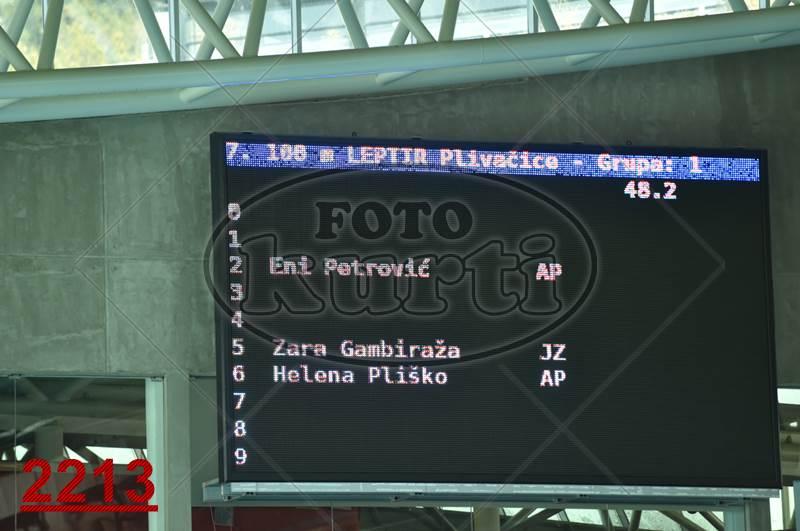 7. 100 m LEPTIR Plivačice - Grupa: 1
48.2
0
1
2 Eni Petrović AP
3
4
5 Zara Gambiraža JZ
6 Helena Pliško AP
7
8
9
FOTO
kurti
2213